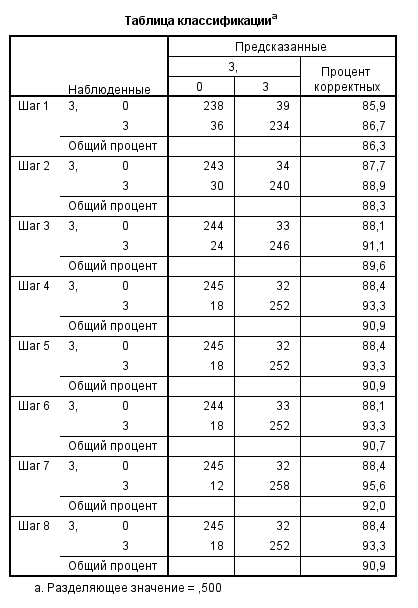 Таблица классификацииᵃ
Предсказанные
3, Процент
Наблюденные 0 3 корректных
Шаг 1 3, 0 238 39 85,9
3 36 234 86,7
Общий процент 86,3
Шаг 2 3, 0 243 34 87,7
3 30 240 88,9
Общий процент 88,3
Шаг 3 3, 0 244 33 88,1
3 24 246 91,1
Общий процент 89,6
Шаг 4 3, 0 245 32 88,4
3 18 252 93,3
Общий процент 90,9
Шаг 5 3, 0 245 32 88,4
3 18 252 93,3
Общий процент 90,9
Шаг 6 3, 0 244 33 88,1
3 18 252 93,3
Общий процент 90,7
Шаг 7 3, 0 245 32 88,4
3 12 258 95,6
Общий процент 92,0
Шаг 8 3, 0 245 32 88,4
3 18 252 93,3
Общий процент 90,9
a. Разделяющее значение = ,500